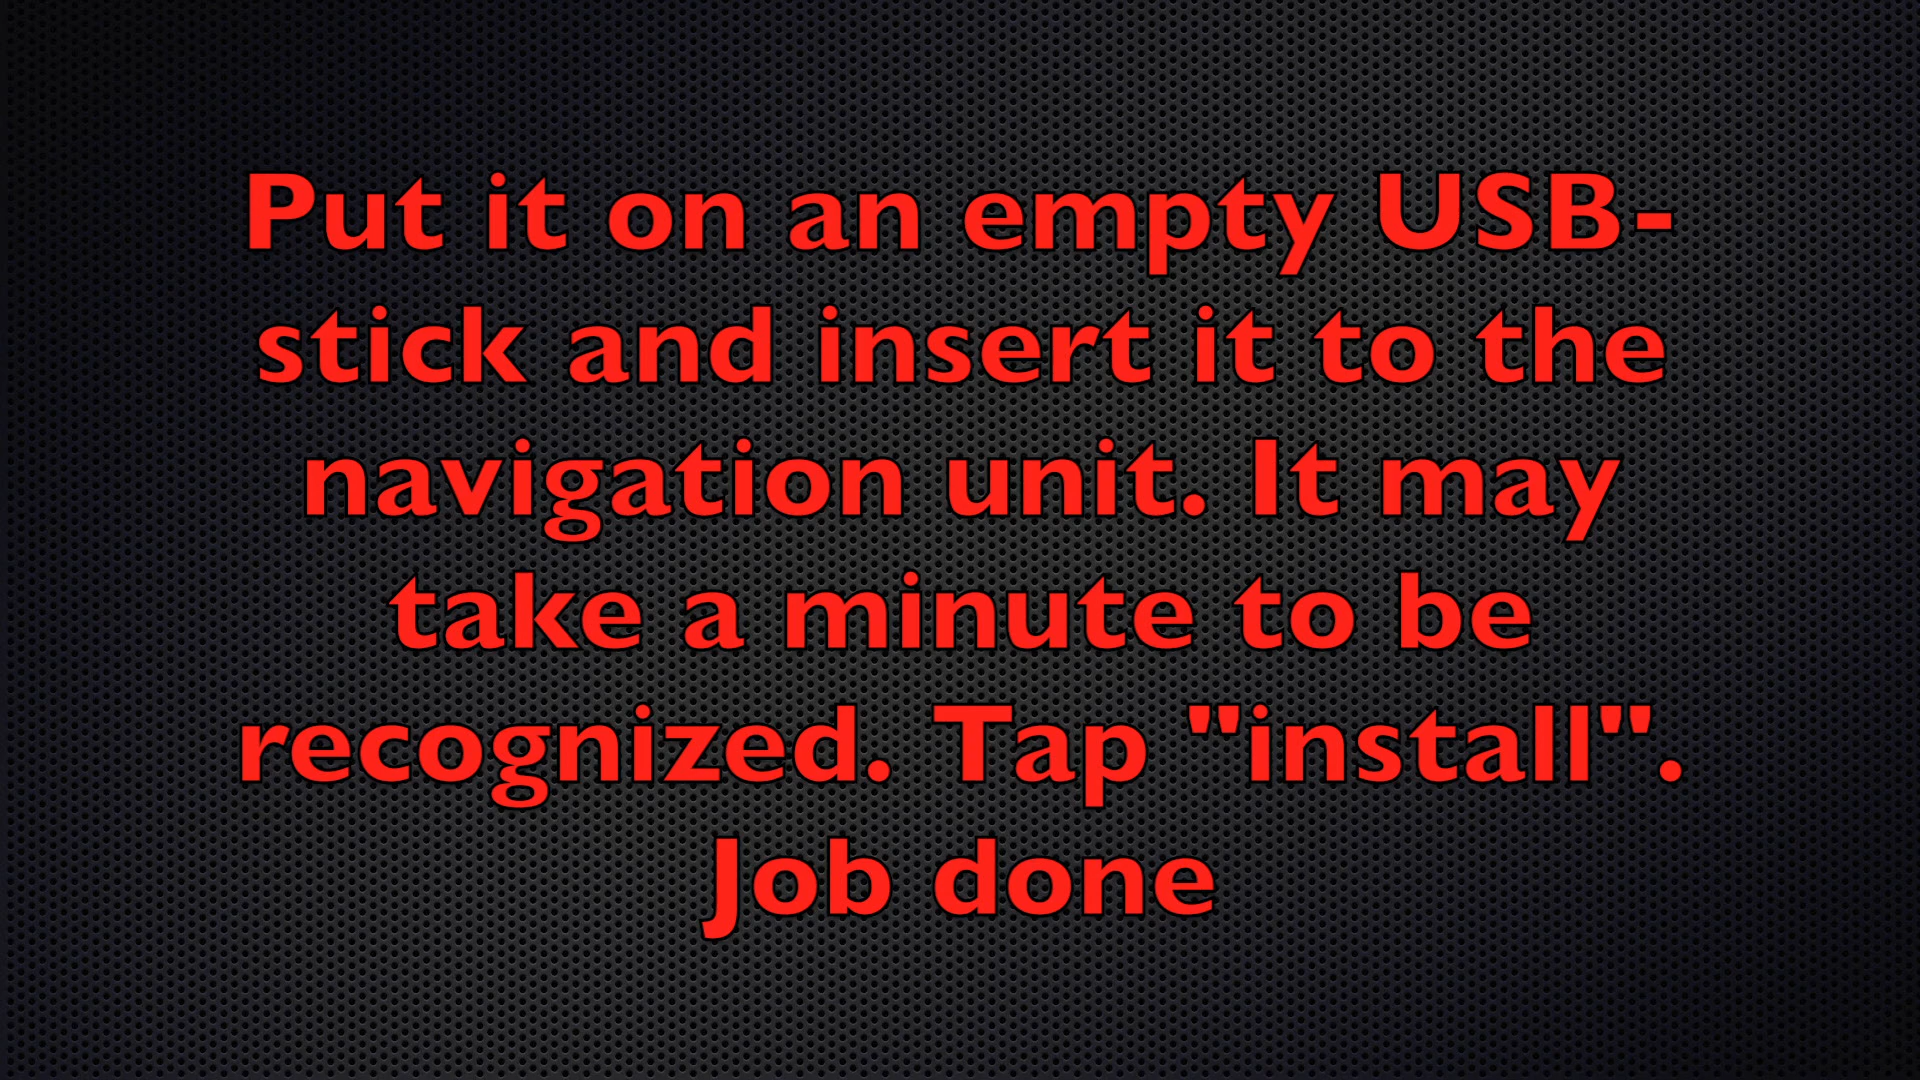 Put it on an empty USB-
stick and insert it to the
navigation unit. It may
take a minute to be
recognized. Tap "install".
Job done